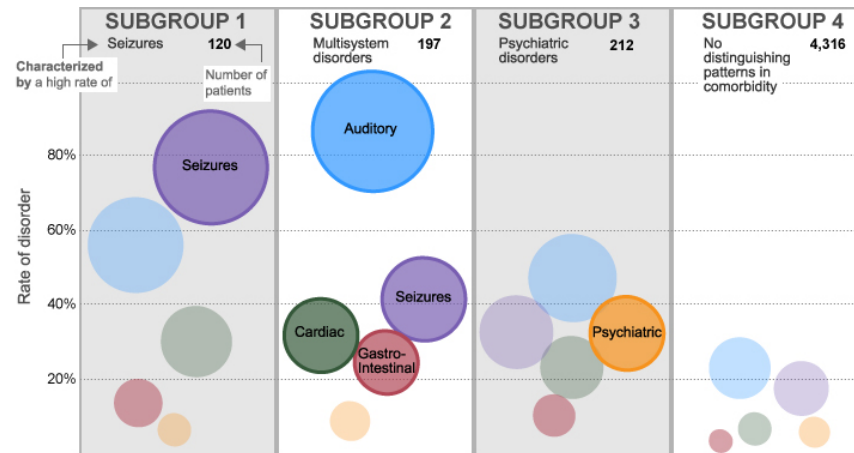 SUBGROUP 1
Seizures 120
Characterized
by a high rate of
Number of
patients
SUBGROUP 2
Multisystem 197
disorders
SUBGROUP 3
Psychiatric 212
disorders
SUBGROUP 4
No 4,316
distinguishing
patterns in
comorbidity
Rate of disorder
80%
60%
40%
20%
Seizures
Auditory
Seizures
Cardiac
Gastro-
Intestinal
Psychiatric